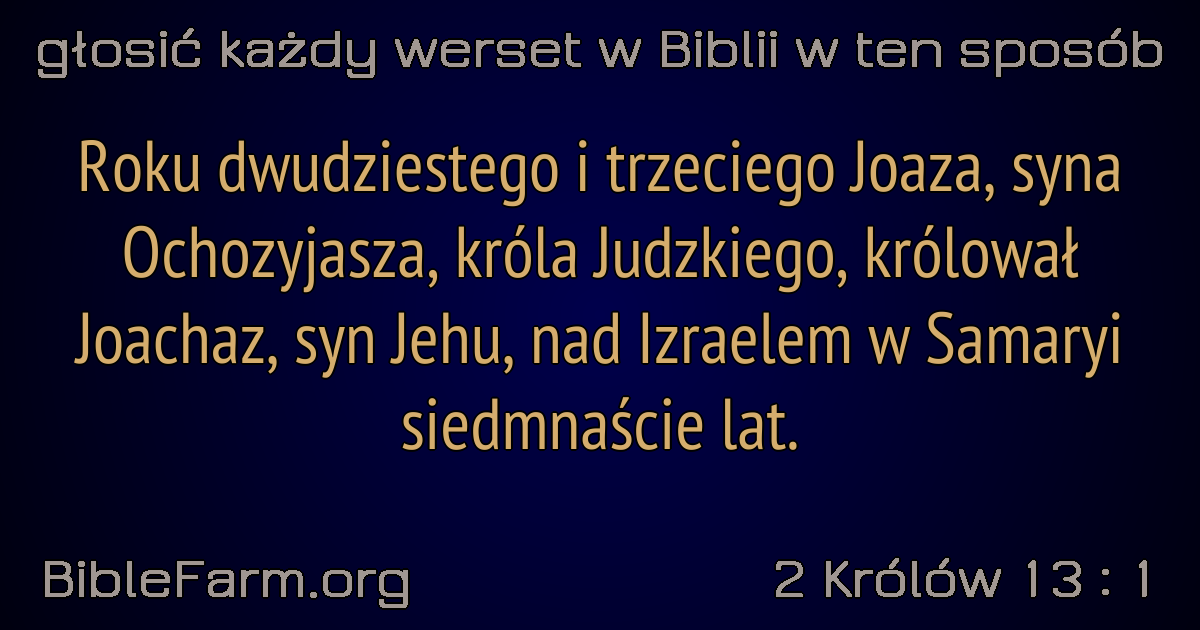 głosić każdy werset w Biblii w ten sposób
Roku dwudziestego i trzeciego Joaza, syna
Ochozyjasza, króla Judzkiego, królował
Joachaz, syn Jehu, nad Izraelem w Samaryi
siedmnaście lat.
BibleFarm.org
2 Królów 13 : 1